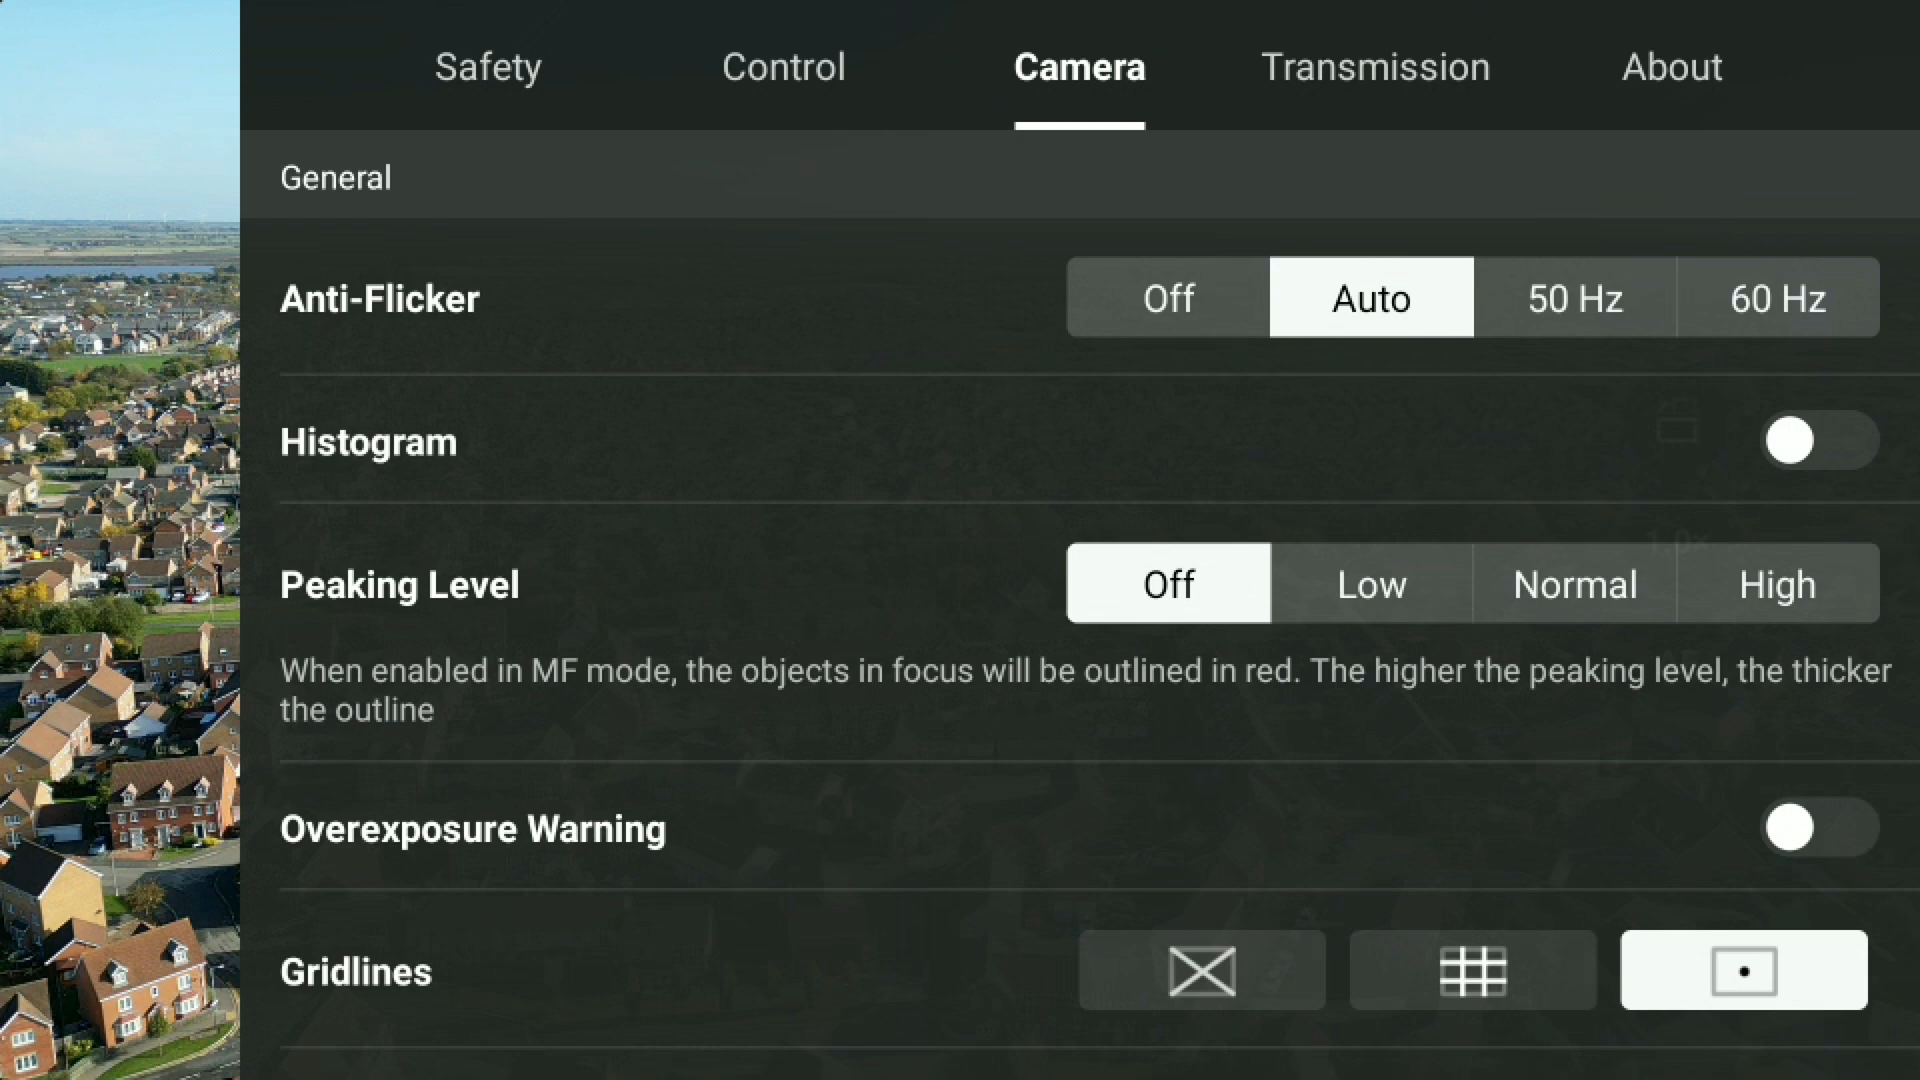 Safety Control Camera Transmission About
General
Anti-Flicker Off Auto 50 Hz 60 Hz
Histogram
Peaking Level Off Low Normal High
When enabled in MF mode, the objects in focus will be outlined in red. The higher the peaking level, the thicker
the outline
Overexposure Warning
Gridlines